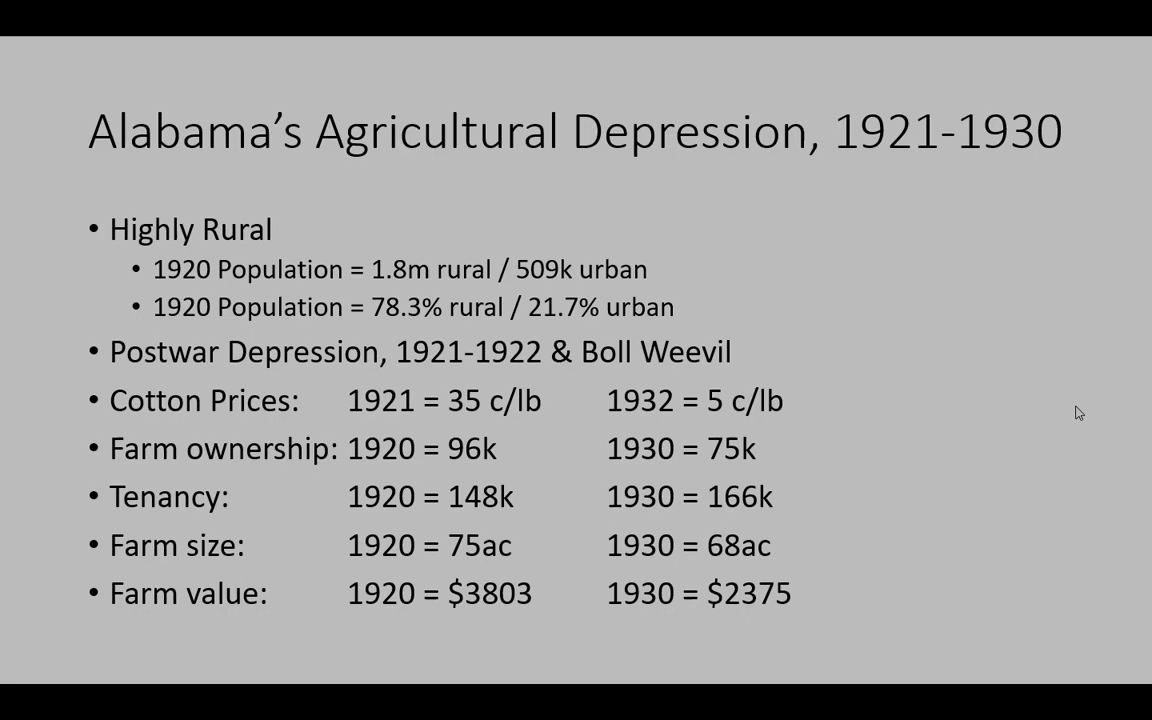 Alabama’s Agricultural Depression, 1921-1930
• Highly Rural
• 1920 Population = 1.8m rural / 509k urban
• 1920 Population = 78.3% rural / 21.7% urban
• Postwar Depression, 1921-1922 & Boll Weevil
• Cotton Prices: 1921 = 35 c/lb 1932 = 5 c/lb
• Farm ownership: 1920 = 96k 1930 = 75k
• Tenancy: 1920 = 148k 1930 = 166k
• Farm size: 1920 = 75ac 1930 = 68ac
• Farm value: 1920 = $3803 1930 = $2375